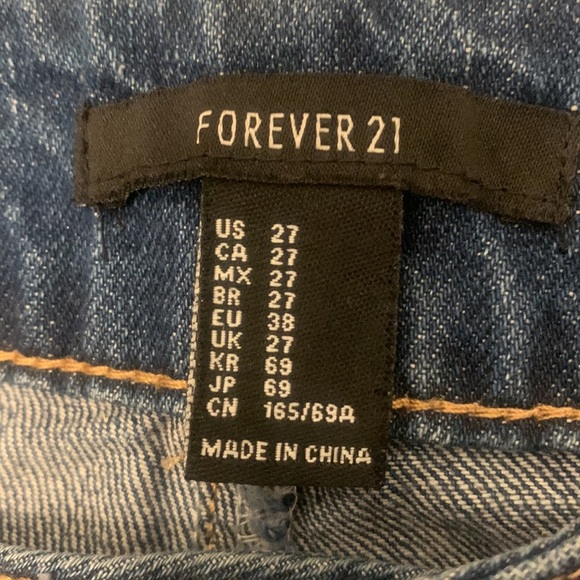 FOREVER 21
US 27
CA 27
MX 27
BR 27
EU 38
UK 27
KR 69
JP 69
CN 165/69A
MADE IN CHINA